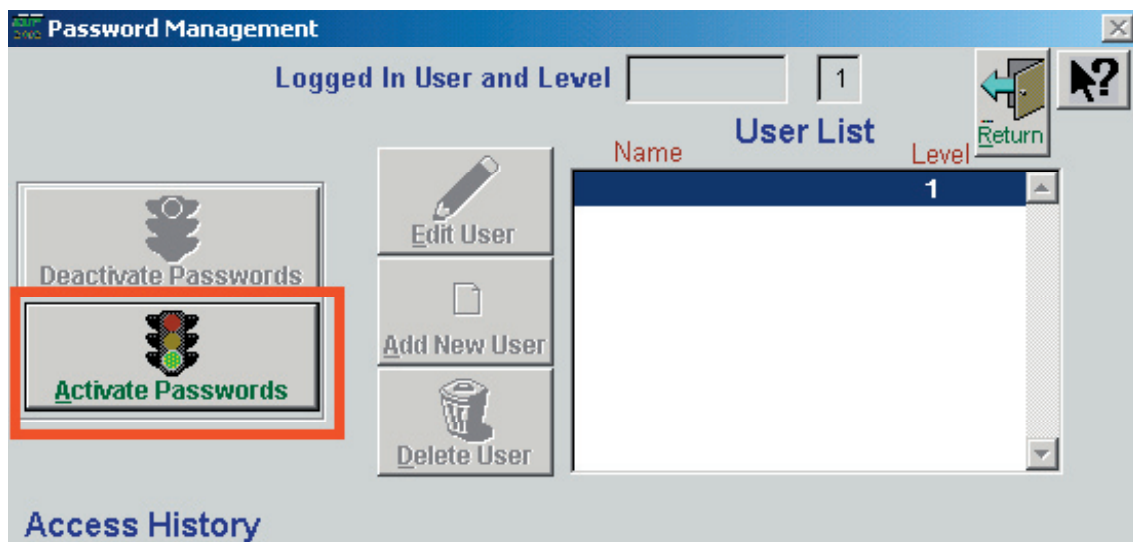 Password Management
Logged In User and Level 1
User List
Name Level
Return
?
1
Edit User
Deactivate Passwords
Add New User
Activate Passwords
Delete User
Access History